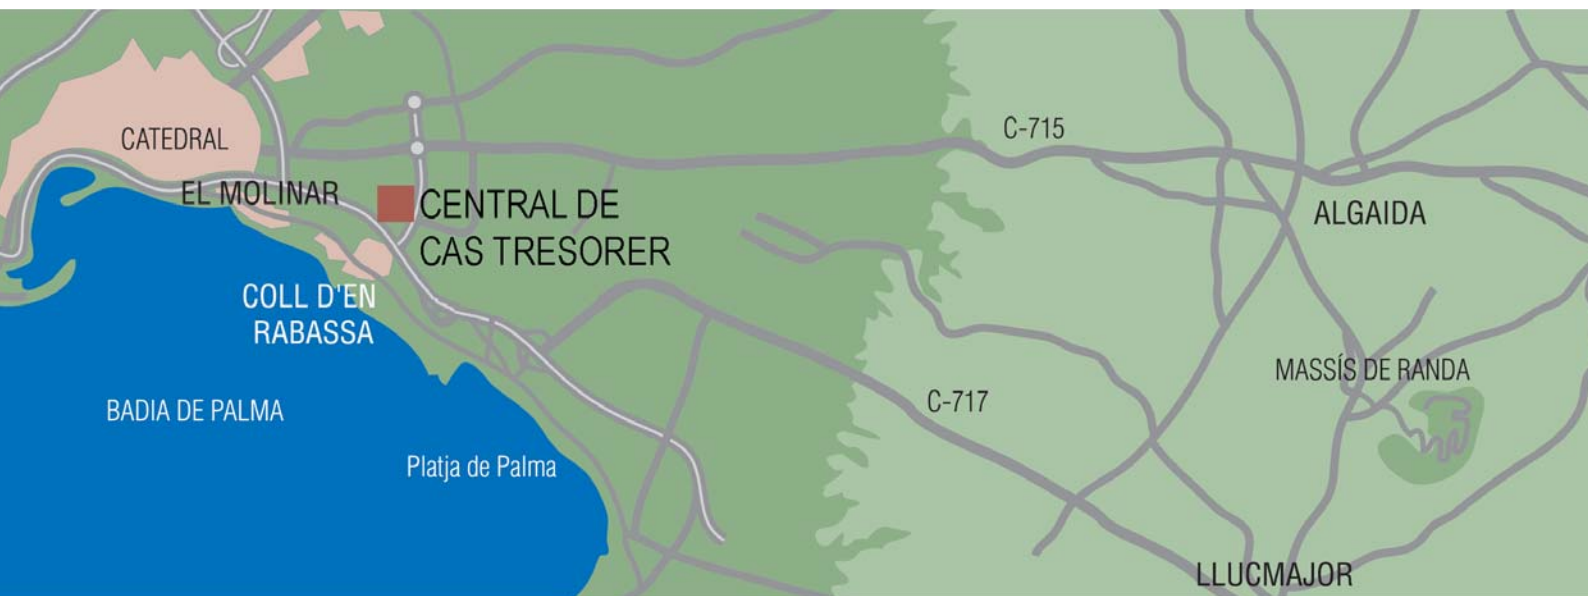 C-715
CATEDRAL
EL MOLINAR
CENTRAL DE
CAS TRESORER
ALGAIDA
COLL D'EN
RABASSA
MASSÍS DE RANDA
C-717
BADIA DE PALMA
Platja de Palma
LLUCMAJOR